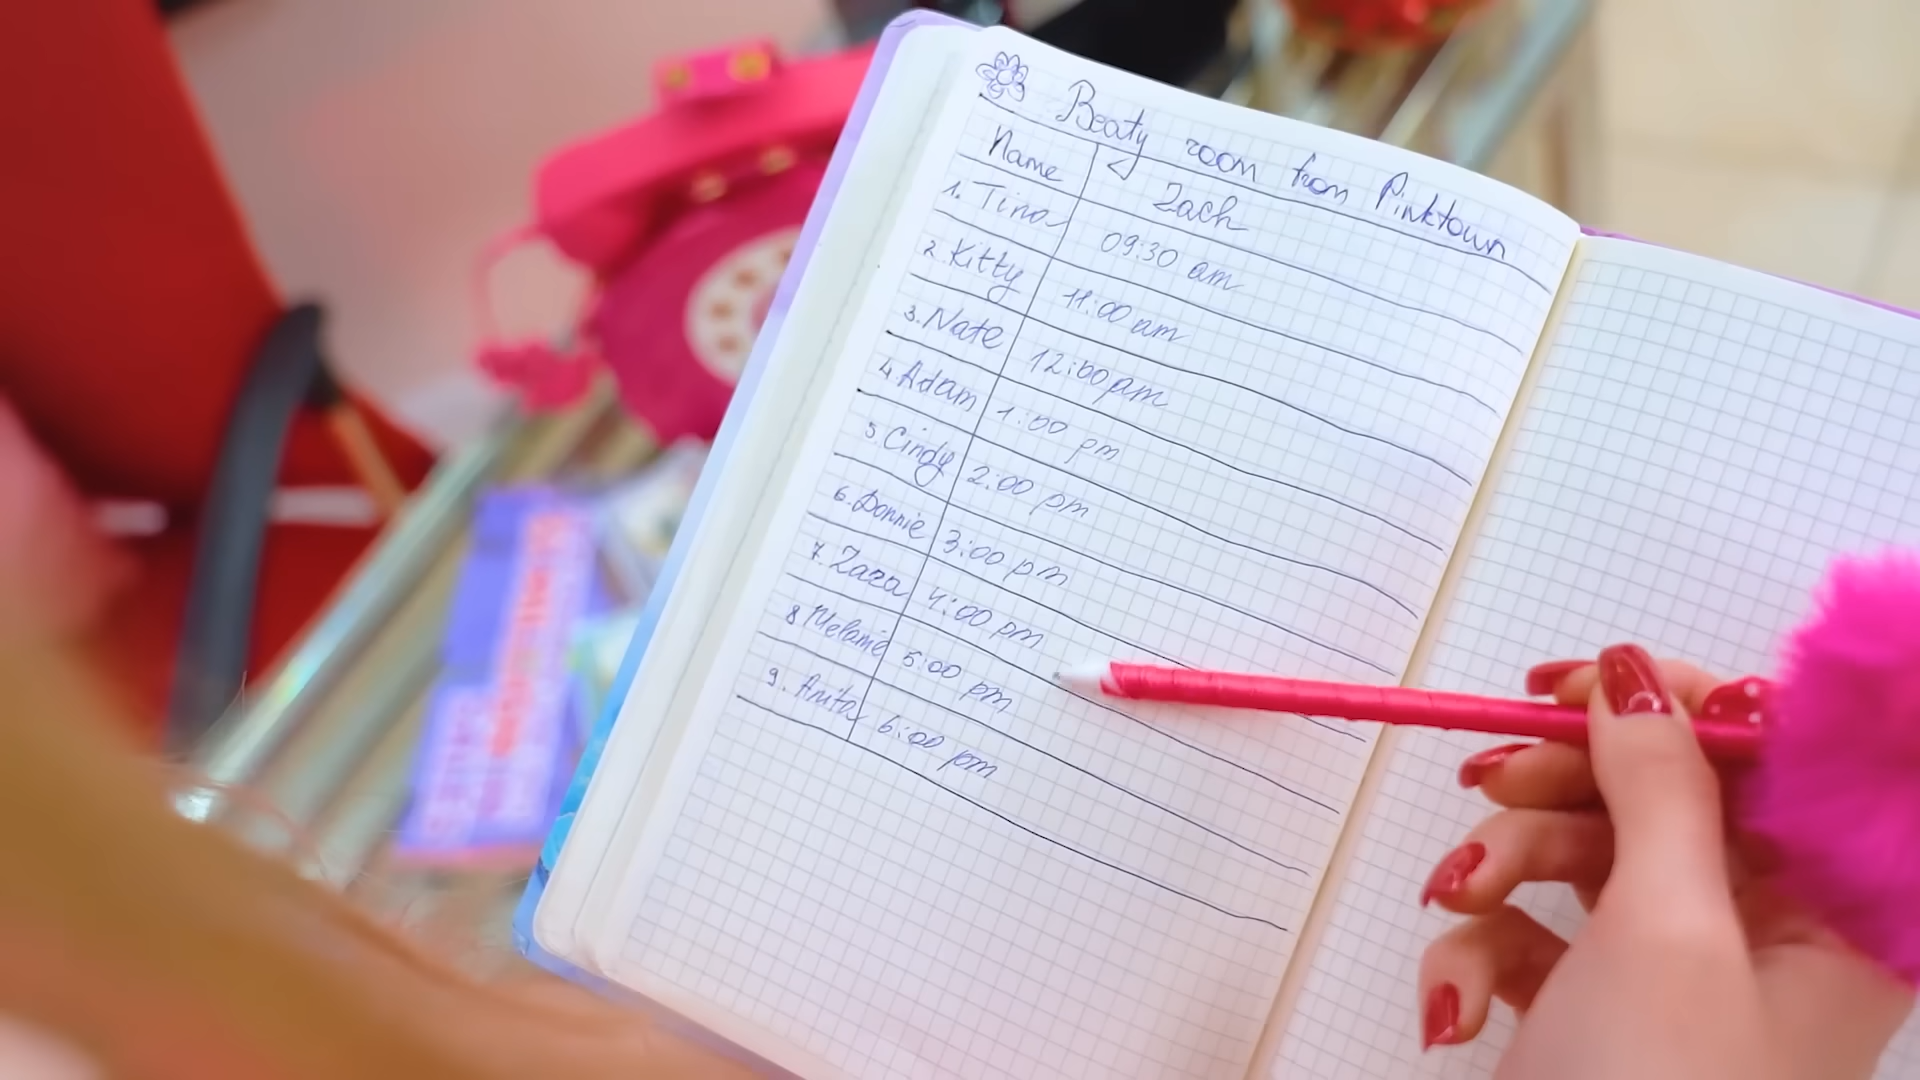 Beaty room from Pinktown
Name Zach
1. Tina 09:30 am
2. Kitty 11:00 am
3. Nate 12:00 pm
4. Adam 1:00 pm
5. Cindy 2:00 pm
6. Donnie 3:00 pm
7. Zaza 4:00 pm
8 Melanie 5:00 pm
9. Anita 6:00 pm